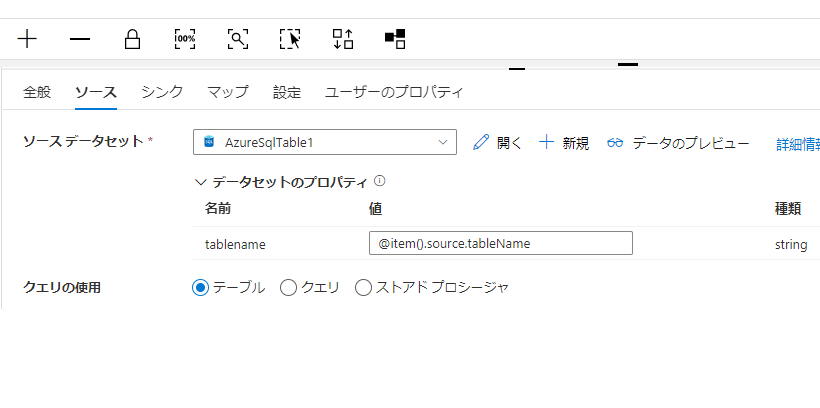 100%
全般 ソース シンク マップ 設定 ユーザーのプロパティ
ソース データセット * AzureSqlTable1 開く 新規 データのプレビュー 詳細情報
データセットのプロパティ
名前 値 種類
tablename @item().source.tableName string
クエリの使用 テーブル クエリ ストアド プロシージャ